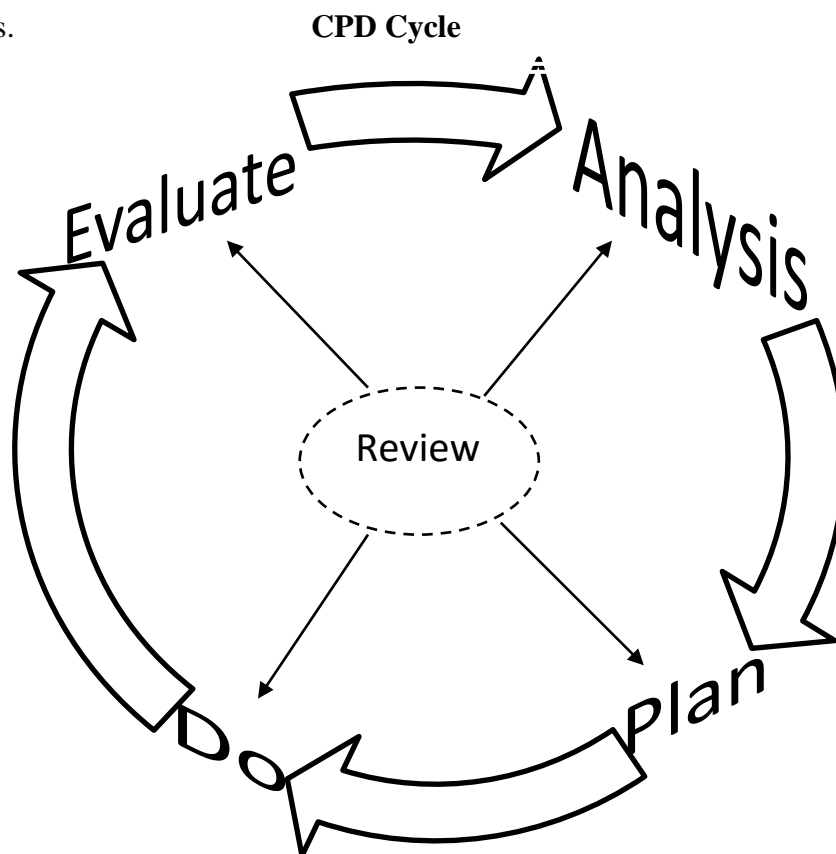 s.
CPD Cycle
Analysis
Evaluate
Review
Plan
Do